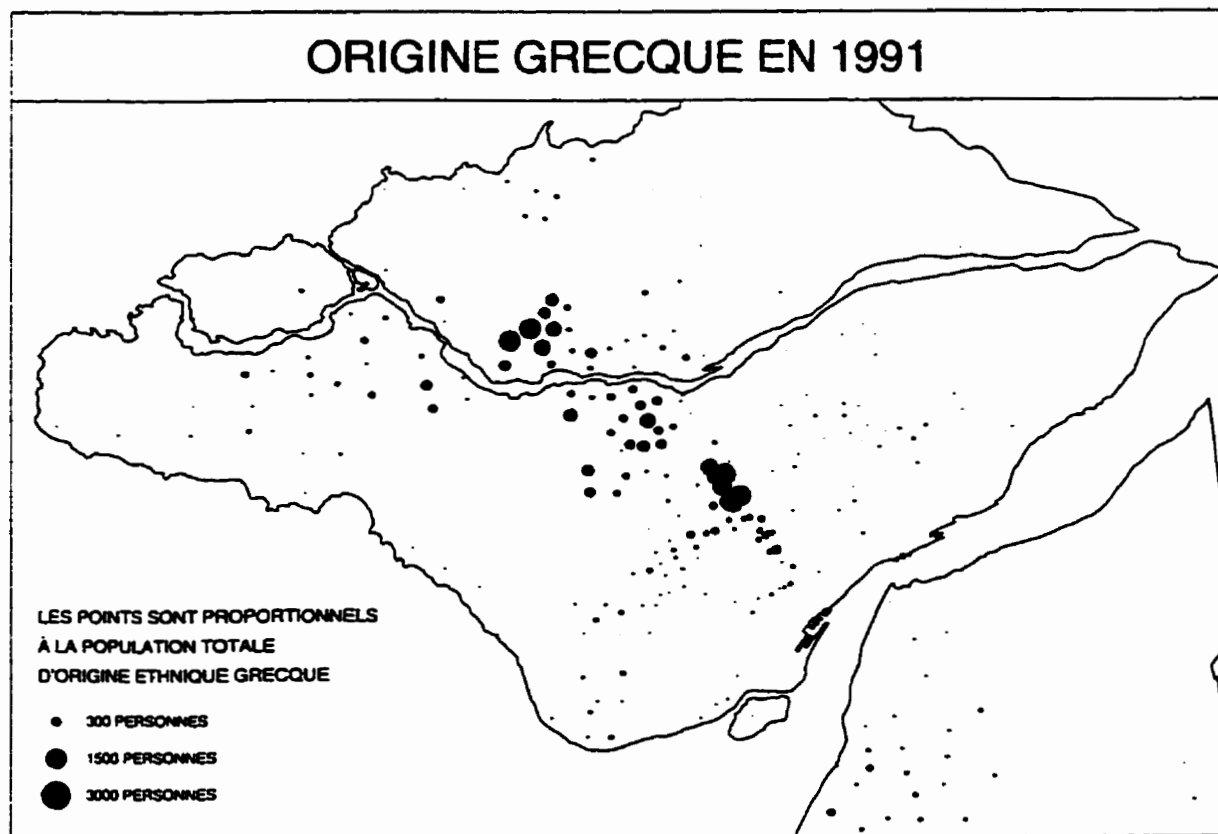 ORIGINE GRECQUE EN 1991
LES POINTS SONT PROPORTIONNELS
À LA POPULATION TOTALE
D'ORIGINE ETHNIQUE GRECQUE
300 PERSONNES
1500 PERSONNES
3000 PERSONNES